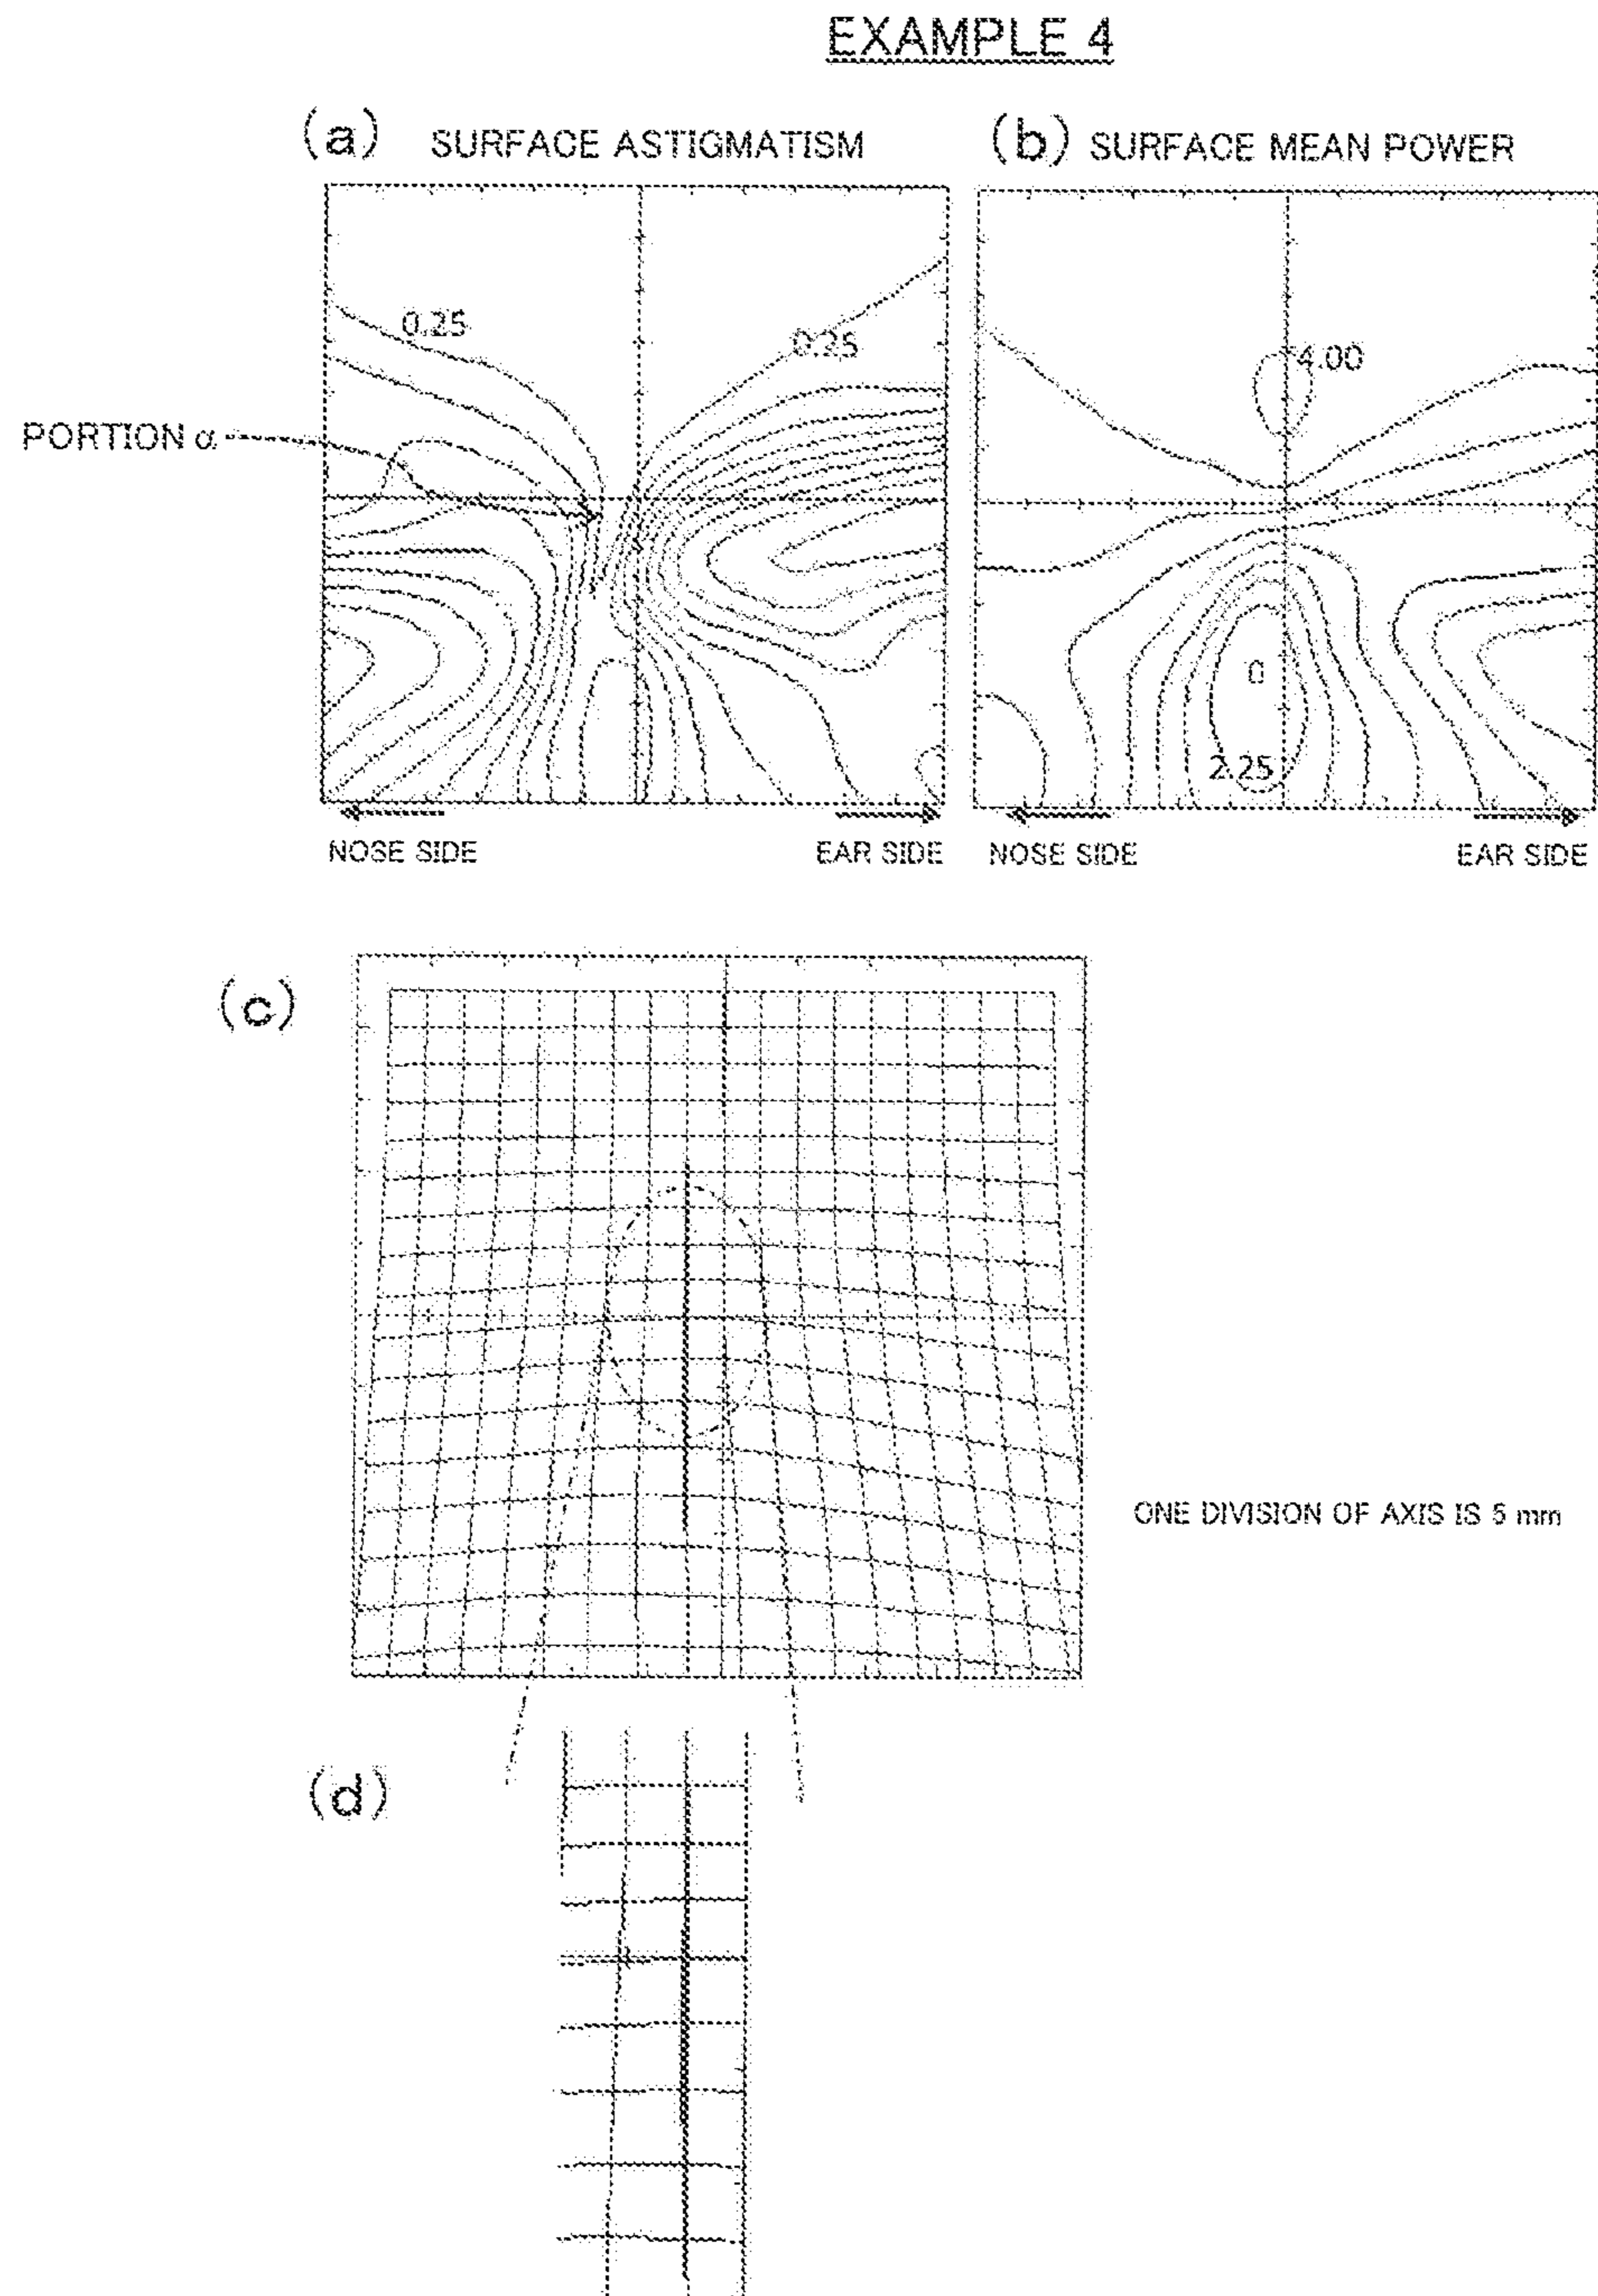 EXAMPLE 4
(a) SURFACE ASTIGMATISM
(b) SURFACE MEAN POWER
0.25
0.25
4.00
PORTION α
0
2.25
NOSE SIDE
EAR SIDE
NOSE SIDE
EAR SIDE
(c)
ONE DIVISION OF AXIS IS 5 mm
(d)